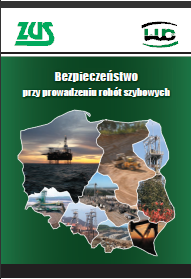 ZUS
WUG
Bezpieczeństwo
przy prowadzeniu robót szybowych